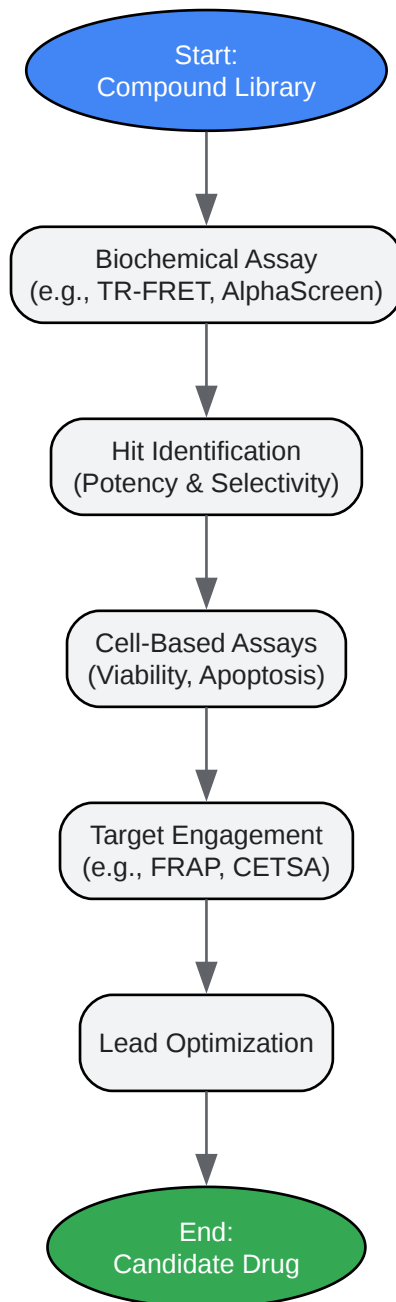 Start:
Compound Library
Biochemical Assay
(e.g., TR-FRET, AlphaScreen)
Hit Identification
(Potency & Selectivity)
Cell-Based Assays
(Viability, Apoptosis)
Target Engagement
(e.g., FRAP, CETSA)
Lead Optimization
End:
Candidate Drug